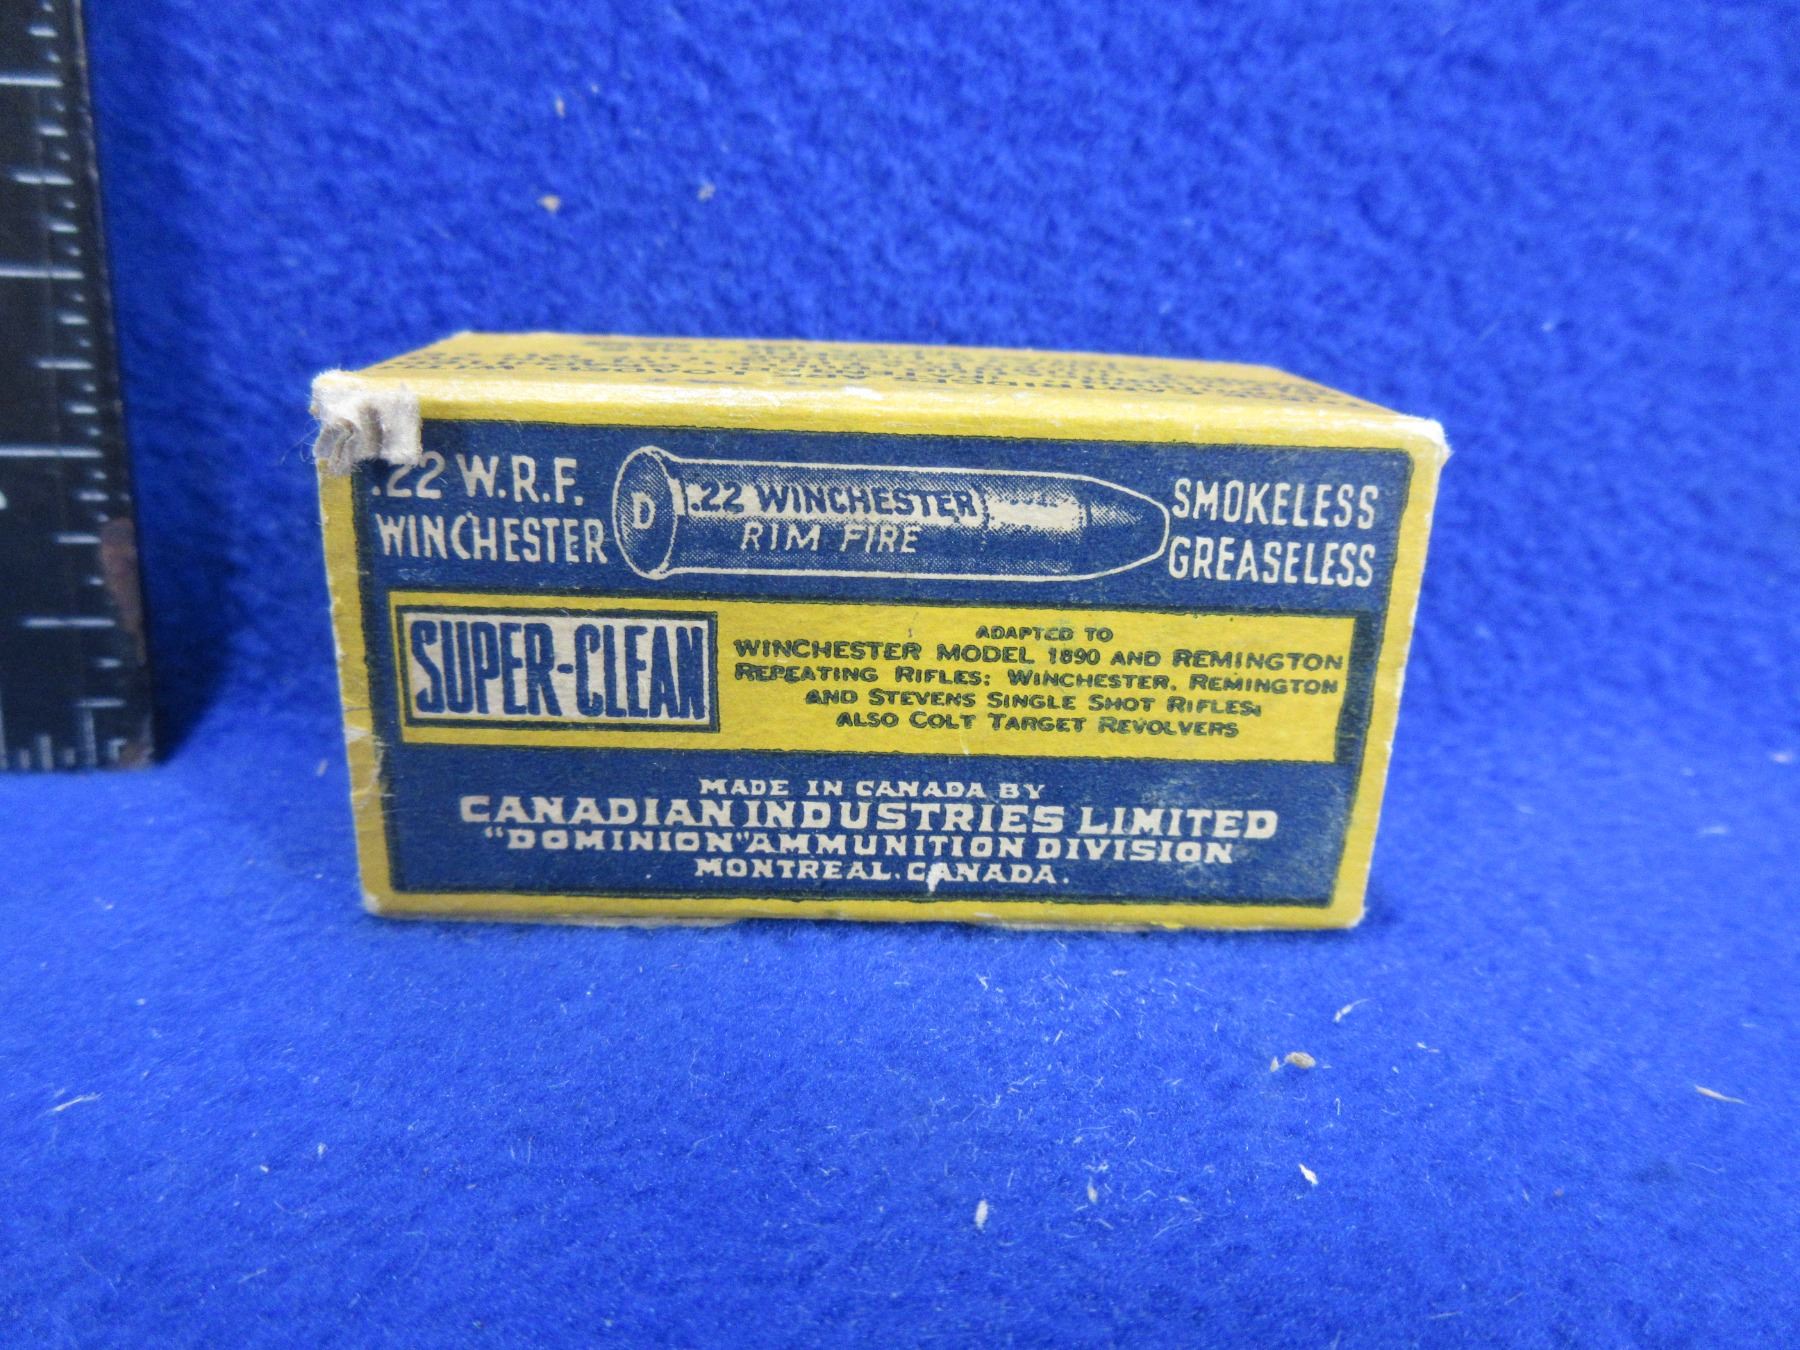 .22 W.R.F.
WINCHESTER
D
.22 WINCHESTER
RIM FIRE
SMOKELESS
GREASELESS
SUPER-CLEAN
ADAPTED TO
WINCHESTER MODEL 1890 AND REMINGTON
REPEATING RIFLES: WINCHESTER, REMINGTON
AND STEVENS SINGLE SHOT RIFLES;
ALSO COLT TARGET REVOLVERS
MADE IN CANADA BY
CANADIAN INDUSTRIES LIMITED
"DOMINION" AMMUNITION DIVISION
MONTREAL, CANADA.